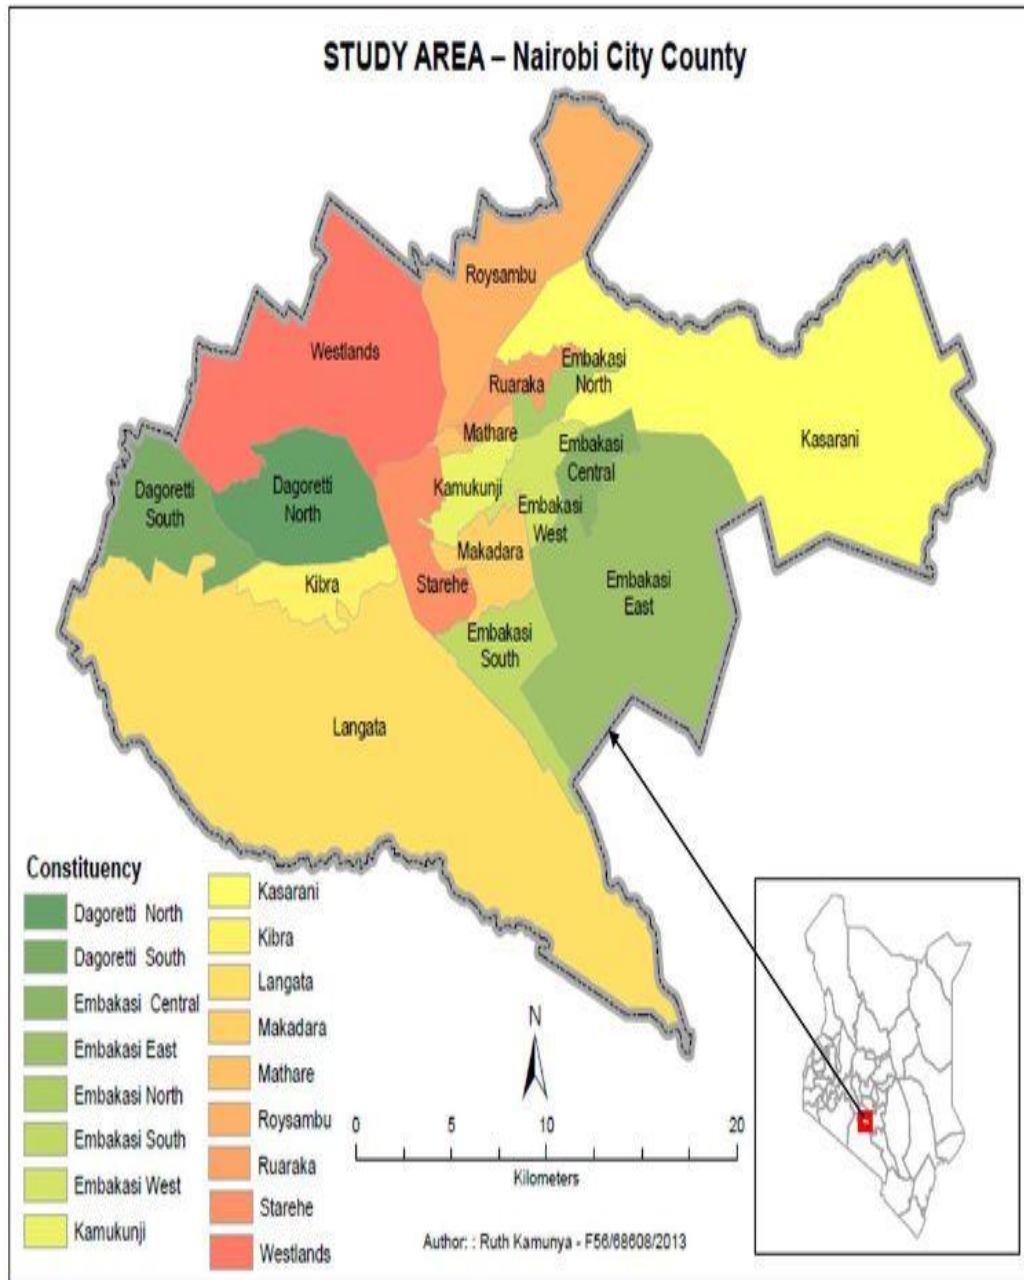 STUDY AREA – Nairobi City County
Roysambu
Westlands
Embakasi
North
Ruaraka
Mathare
Kasarani
Embakasi
Central
Dagoretti
North
Dagoretti
South
Kamukunji
Embakasi
West
Makadara
Kibra
Starehe
Embakasi
East
Embakasi
South
Langata
Constituency
Dagoretti North
Dagoretti South
Embakasi Central
Embakasi East
Embakasi North
Embakasi South
Embakasi West
Kamukunji
Kasarani
Kibra
Langata
Makadara
Mathare
Roysambu
Ruaraka
Starehe
Westlands
N
0 5 10 20
Kilometers
Author: : Ruth Kamunya - F56/68608/2013